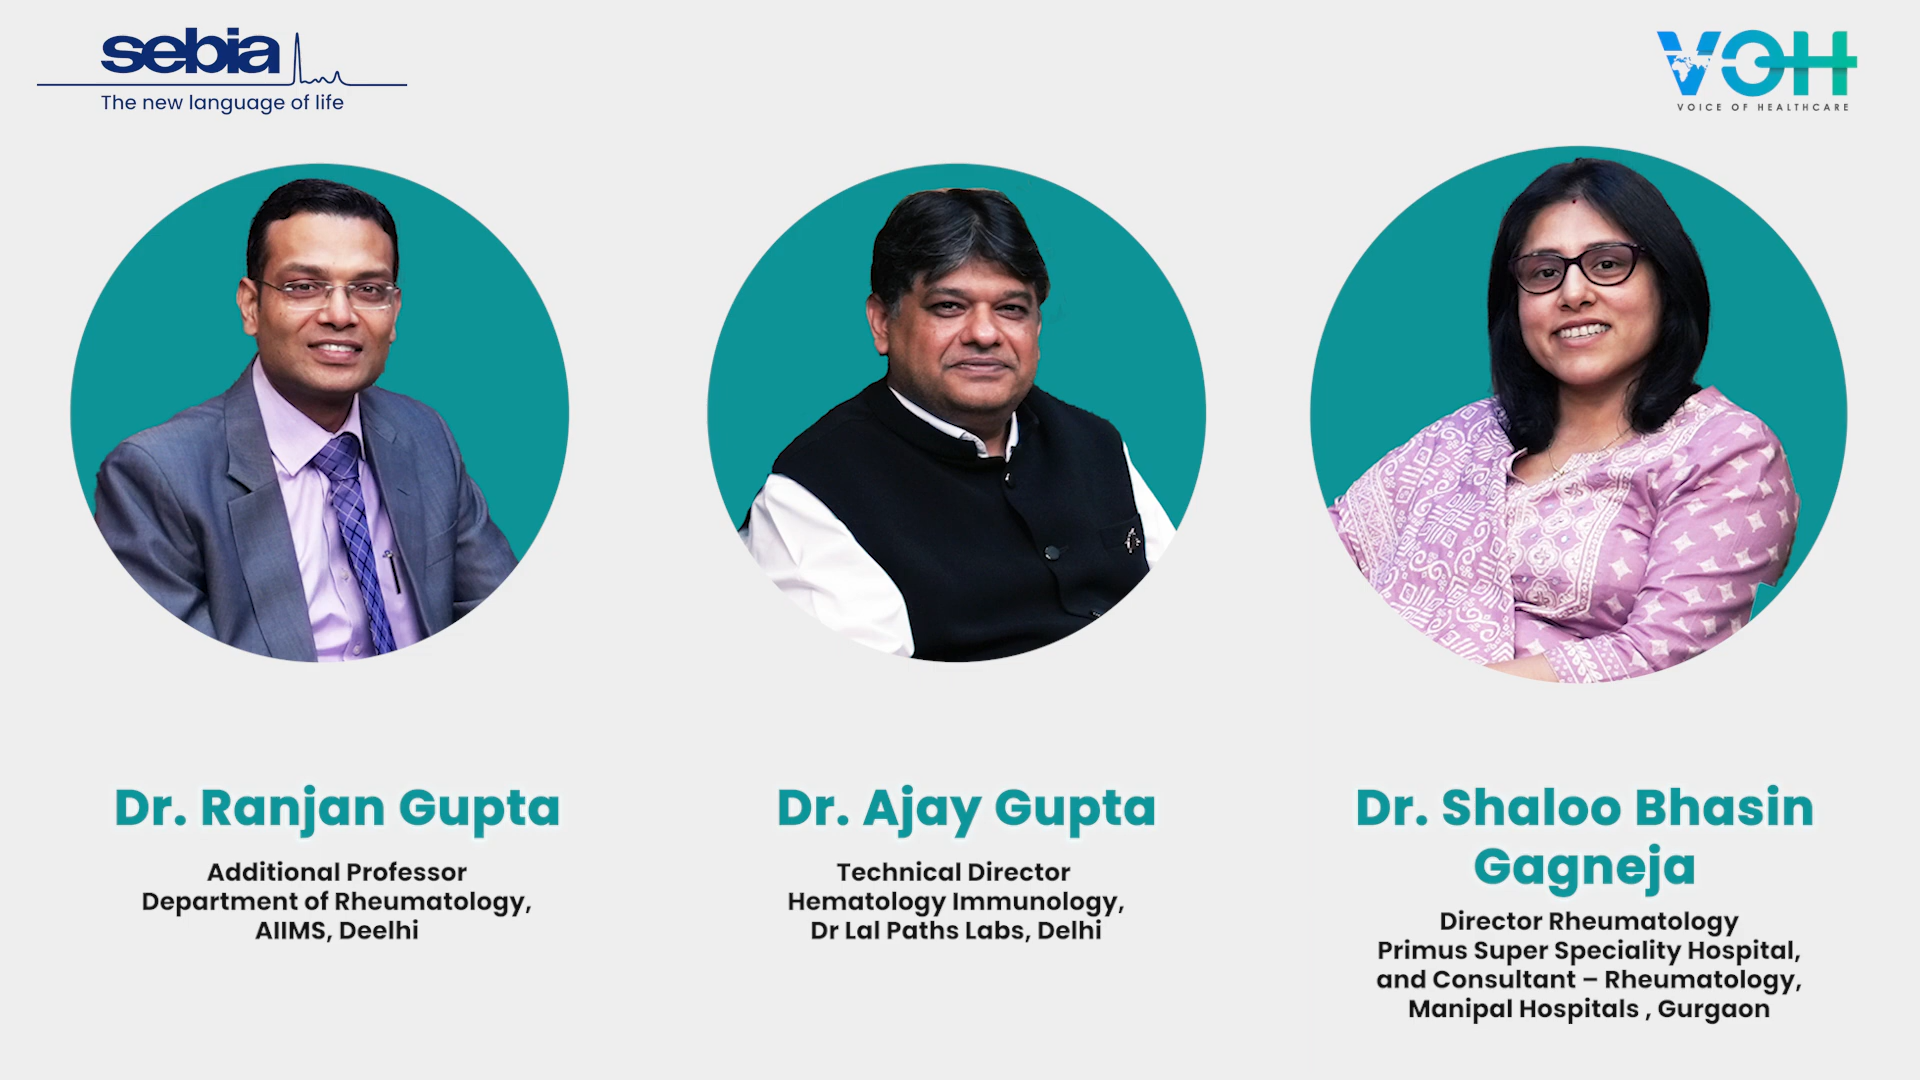 sebia
The new language of life
VOH
VOICE OF HEALTHCARE
Dr. Ranjan Gupta
Additional Professor
Department of Rheumatology,
AIIMS, Deelhi
Dr. Ajay Gupta
Technical Director
Hematology Immunology,
Dr Lal Paths Labs, Delhi
Dr. Shaloo Bhasin
Gagneja
Director Rheumatology
Primus Super Speciality Hospital,
and Consultant – Rheumatology,
Manipal Hospitals , Gurgaon